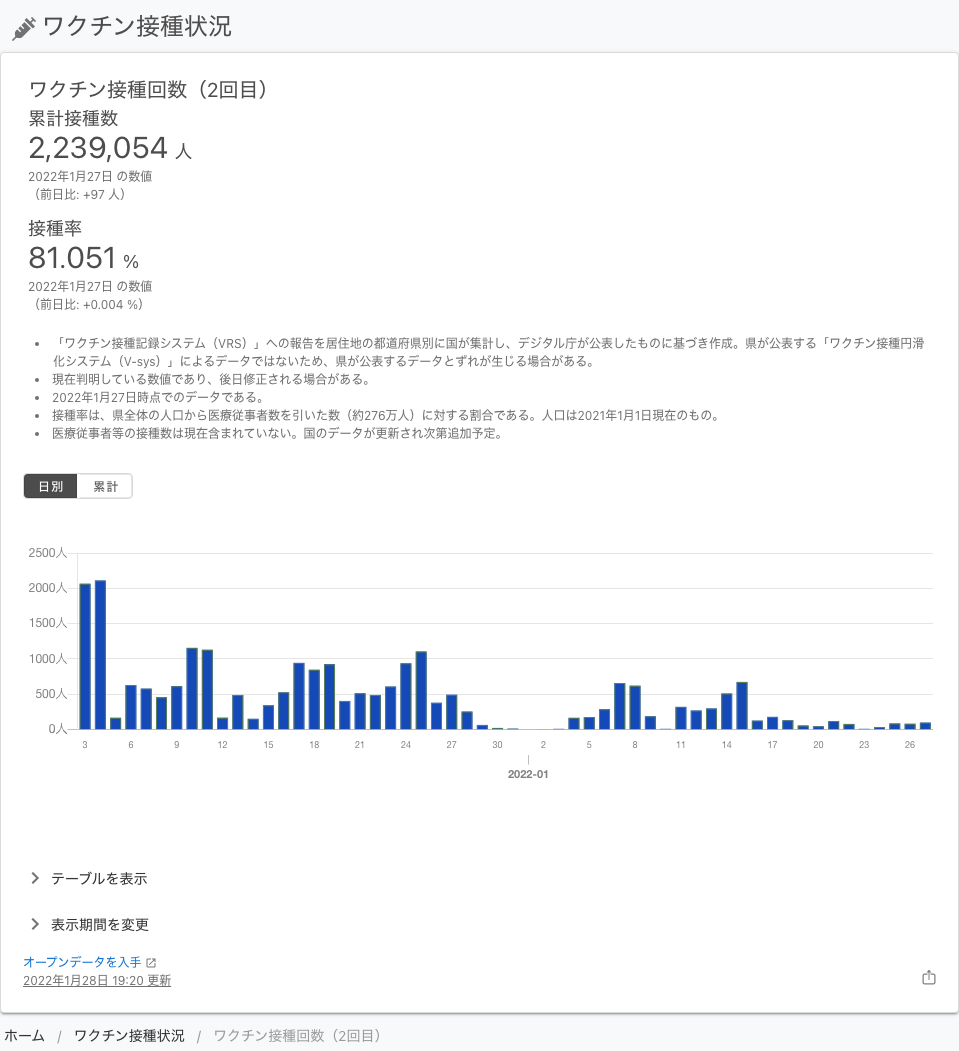 ワクチン接種状況
ワクチン接種回数（2回目）
累計接種数
2,239,054 人
2022年1月27日 の数値
（前日比: +97 人）
接種率
81.051 %
2022年1月27日 の数値
（前日比: +0.004 %）
• 「ワクチン接種記録システム（VRS）」への報告を居住地の都道府県別に国が集計し、デジタル庁が公表したものに基づき作成。県が公表する「ワクチン接種円滑
化システム（V-sys）」によるデータではないため、県が公表するデータとずれが生じる場合がある。
• 現在判明している数値であり、後日修正される場合がある。
• 2022年1月27日時点でのデータである。
• 接種率は、県全体の人口から医療従事者数を引いた数（約276万人）に対する割合である。人口は2021年1月1日現在のもの。
• 医療従事者等の接種数は現在含まれていない。国のデータが更新され次第追加予定。
日別 累計
2500人
2000人
1500人
1000人
500人
0人
3 6 9 12 15 18 21 24 27 30 2 5 8 11 14 17 20 23 26
2022-01
テーブルを表示
表示期間を変更
オープンデータを入手
2022年1月28日 19:20 更新
ホーム / ワクチン接種状況 / ワクチン接種回数（2回目）